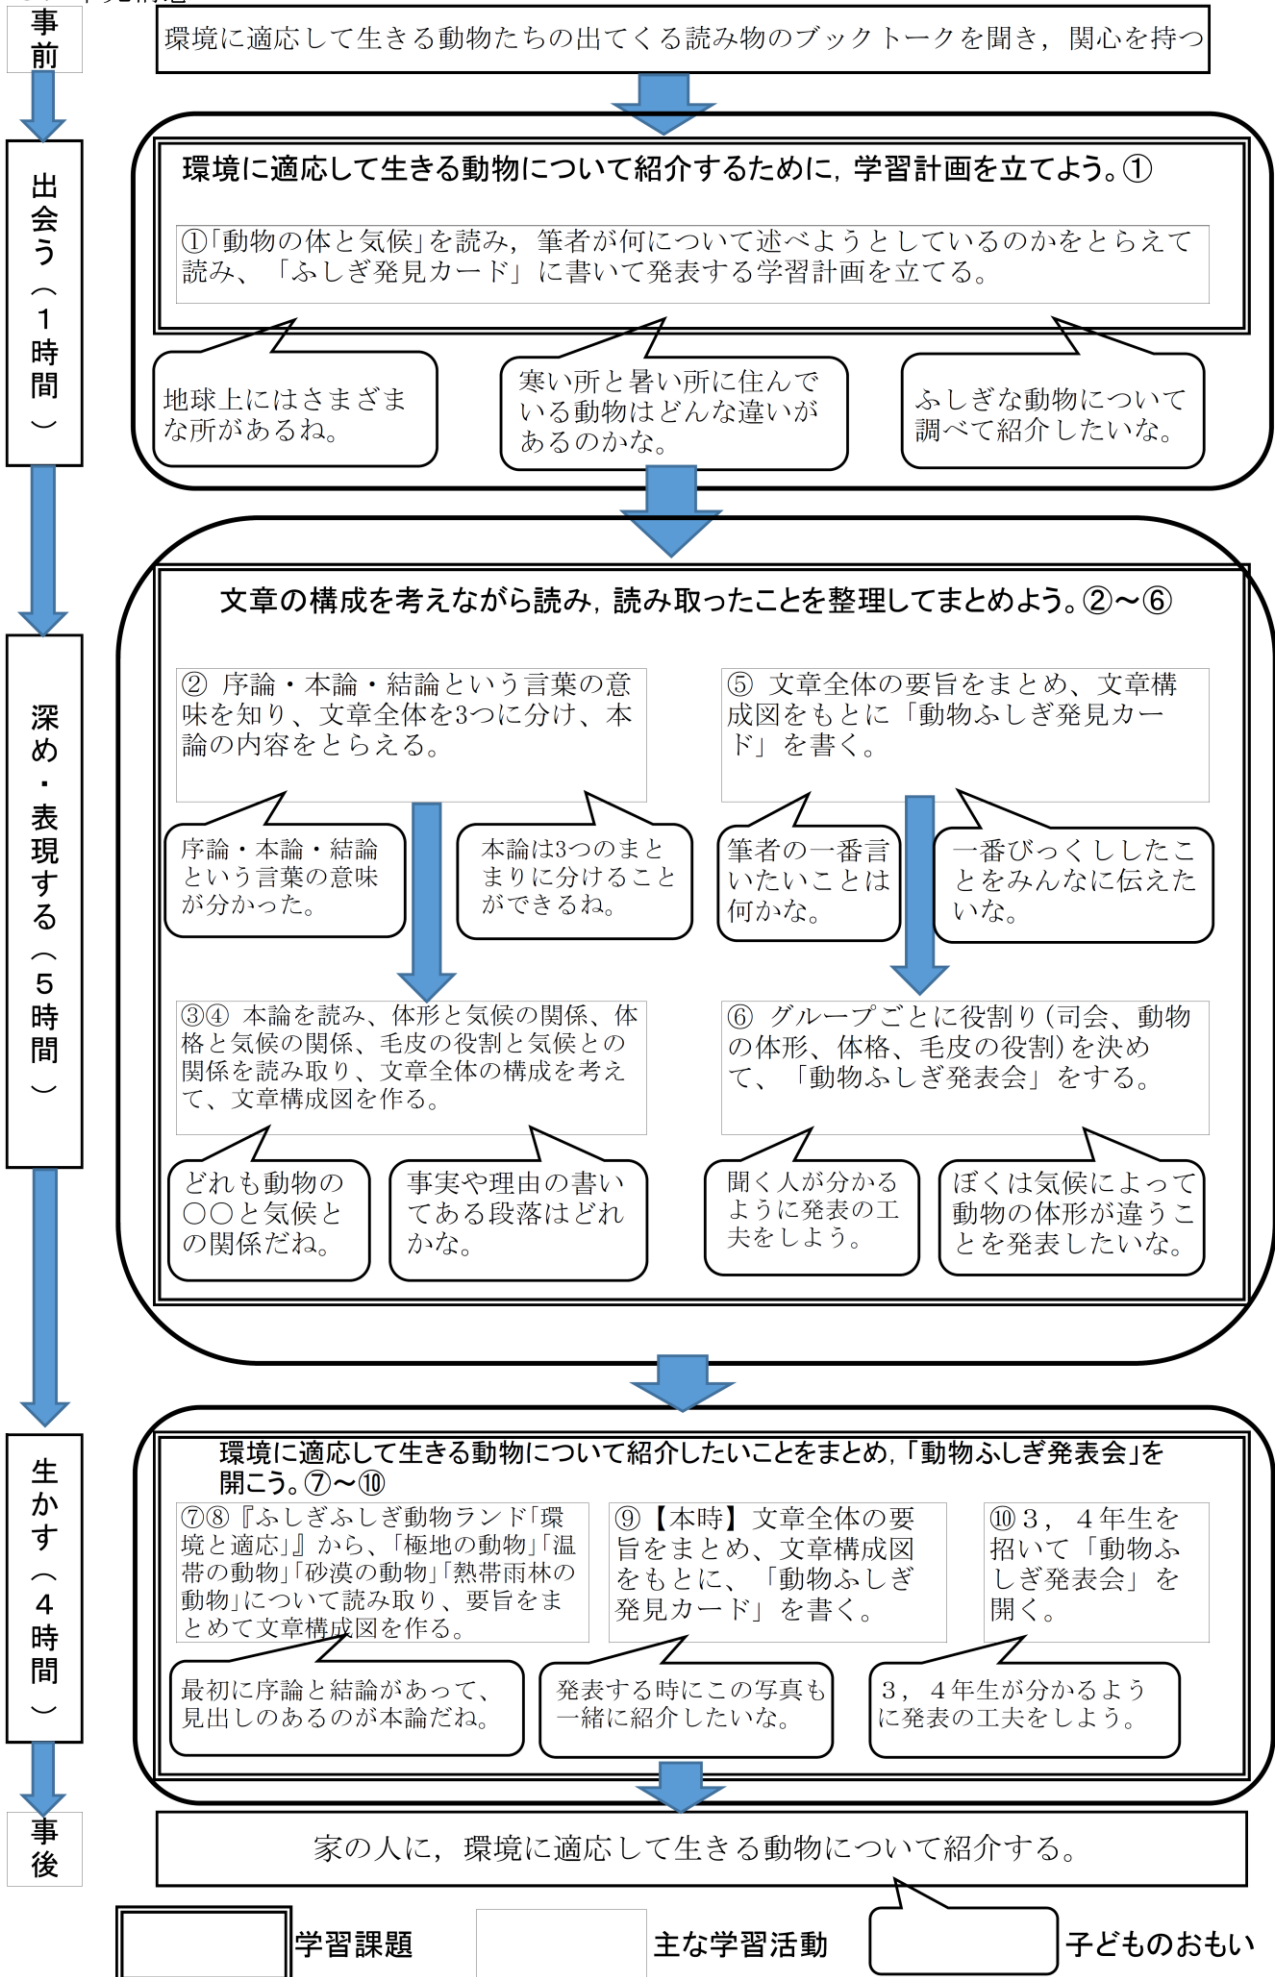 事前
環境に適応して生きる動物たちの出てくる読み物のブックトークを聞き，関心を持つ
出会う（１時間）
環境に適応して生きる動物について紹介するために，学習計画を立てよう。①
①「動物の体と気候」を読み，筆者が何について述べようとしているのかをとらえて
読み、「ふしぎ発見カード」に書いて発表する学習計画を立てる。
地球上にはさまざま
な所があるね。
寒い所と暑い所に住んで
いる動物はどんな違いが
あるのかな。
ふしぎな動物について
調べて紹介したいな。
深め・表現する（５時間）
文章の構成を考えながら読み，読み取ったことを整理してまとめよう。②～⑥
② 序論・本論・結論という言葉の意
味を知り、文章全体を3つに分け、本
論の内容をとらえる。
序論・本論・結論
という言葉の意味
が分かった。
本論は3つのまと
まりに分けること
ができるね。
③④ 本論を読み、体形と気候の関係、体
格と気候の関係、毛皮の役割と気候との
関係を読み取り、文章全体の構成を考え
て、文章構成図を作る。
どれも動物の
〇〇と気候と
の関係だね。
事実や理由の書い
てある段落はどれ
かな。
⑤ 文章全体の要旨をまとめ、文章構
成図をもとに「動物ふしぎ発見カー
ド」を書く。
筆者の一番言
いたいことは
何かな。
一番びっくししたこ
とをみんなに伝えた
いな。
⑥ グループごとに役割り(司会、動物
の体形、体格、毛皮の役割)を決め
て、「動物ふしぎ発表会」をする。
聞く人が分かる
ように発表の工
夫をしよう。
ぼくは気候によって
動物の体形が違うこ
とを発表したいな。
生かす（４時間）
環境に適応して生きる動物について紹介したいことをまとめ，「動物ふしぎ発表会」を
開こう。⑦～⑩
⑦⑧『ふしぎふしぎ動物ランド「環
境と適応」』から、「極地の動物」「温
帯の動物」「砂漠の動物」「熱帯雨林の
動物」について読み取り、要旨をま
とめて文章構成図を作る。
最初に序論と結論があって、
見出しのあるのが本論だね。
⑨【本時】文章全体の要
旨をまとめ、文章構成図
をもとに、「動物ふしぎ
発見カード」を書く。
発表する時にこの写真も
一緒に紹介したいな。
⑩３，４年生を
招いて「動物ふ
しぎ発表会」を
開く。
３，４年生が分かるよう
に発表の工夫をしよう。
事後
家の人に，環境に適応して生きる動物について紹介する。
学習課題
主な学習活動
子どものおもい